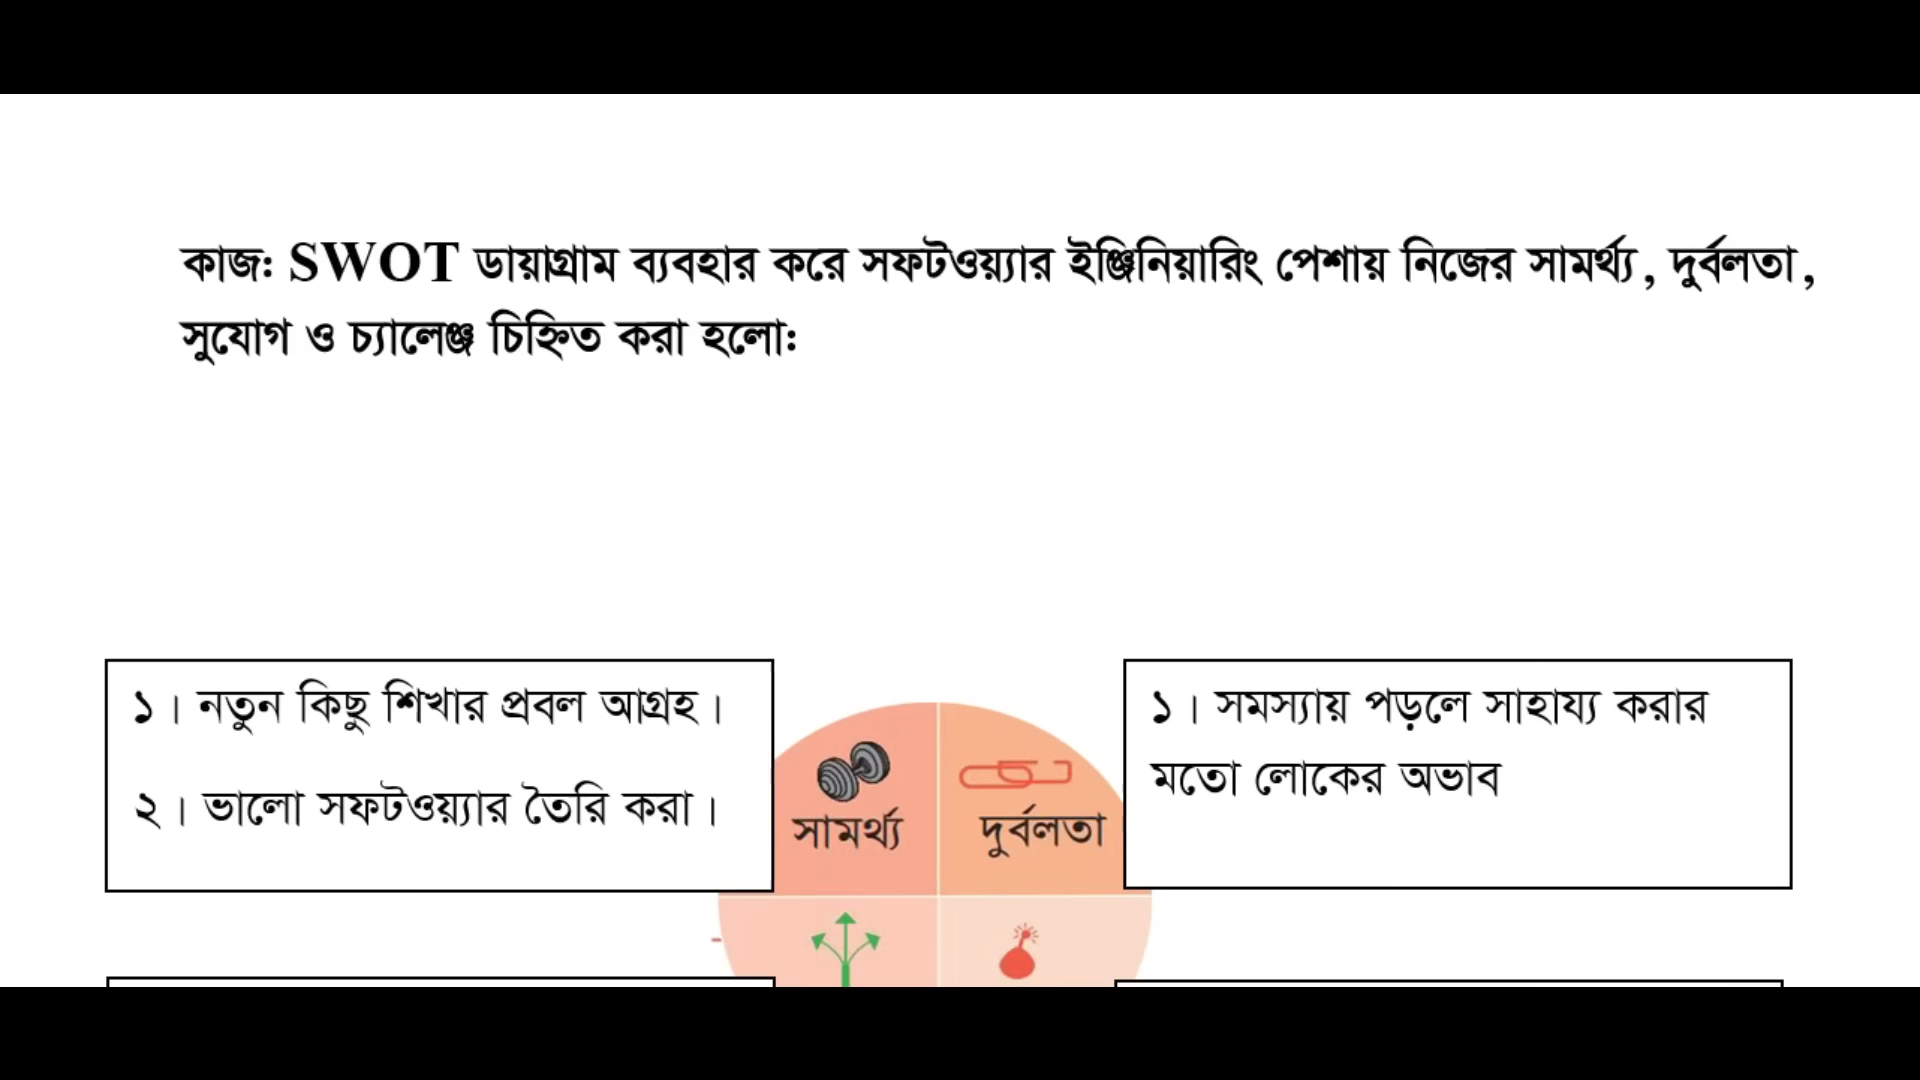 কাজ: SWOT ডায়াগ্রাম ব্যবহার করে সফটওয়্যার ইঞ্জিনিয়ারিং পেশায় নিজের সামর্থ্য, দুর্বলতা,
সুযোগ ও চ্যালেঞ্জ চিহ্নিত করা হলো:
১। নতুন কিছু শিখার প্রবল আগ্রহ।
২। ভালো সফটওয়্যার তৈরি করা।
সামর্থ্য
দুর্বলতা
১। সমস্যায় পড়লে সাহায্য করার
মতো লোকের অভাব